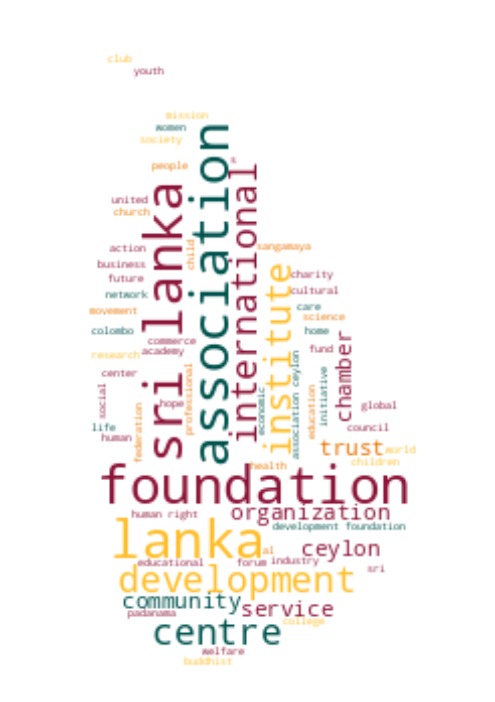 club
youth
mission
women
society
association
s
people
international
sri lanka
united
church
action
child
sangamaya
business
institute
charity
future
cultural
network
care
movement
science
colombo
home
commerce
chamber
research
academy
fund
association ceylon
center
professional
education
initiative
economic
social
hope
global
federation
life
council
human
trust
world
health
children
foundation
organization
human right
development foundation
lanka
al
ceylon
educational
forum
industry
sri
development
community
service
padanama
college
centre
welfare
buddhist